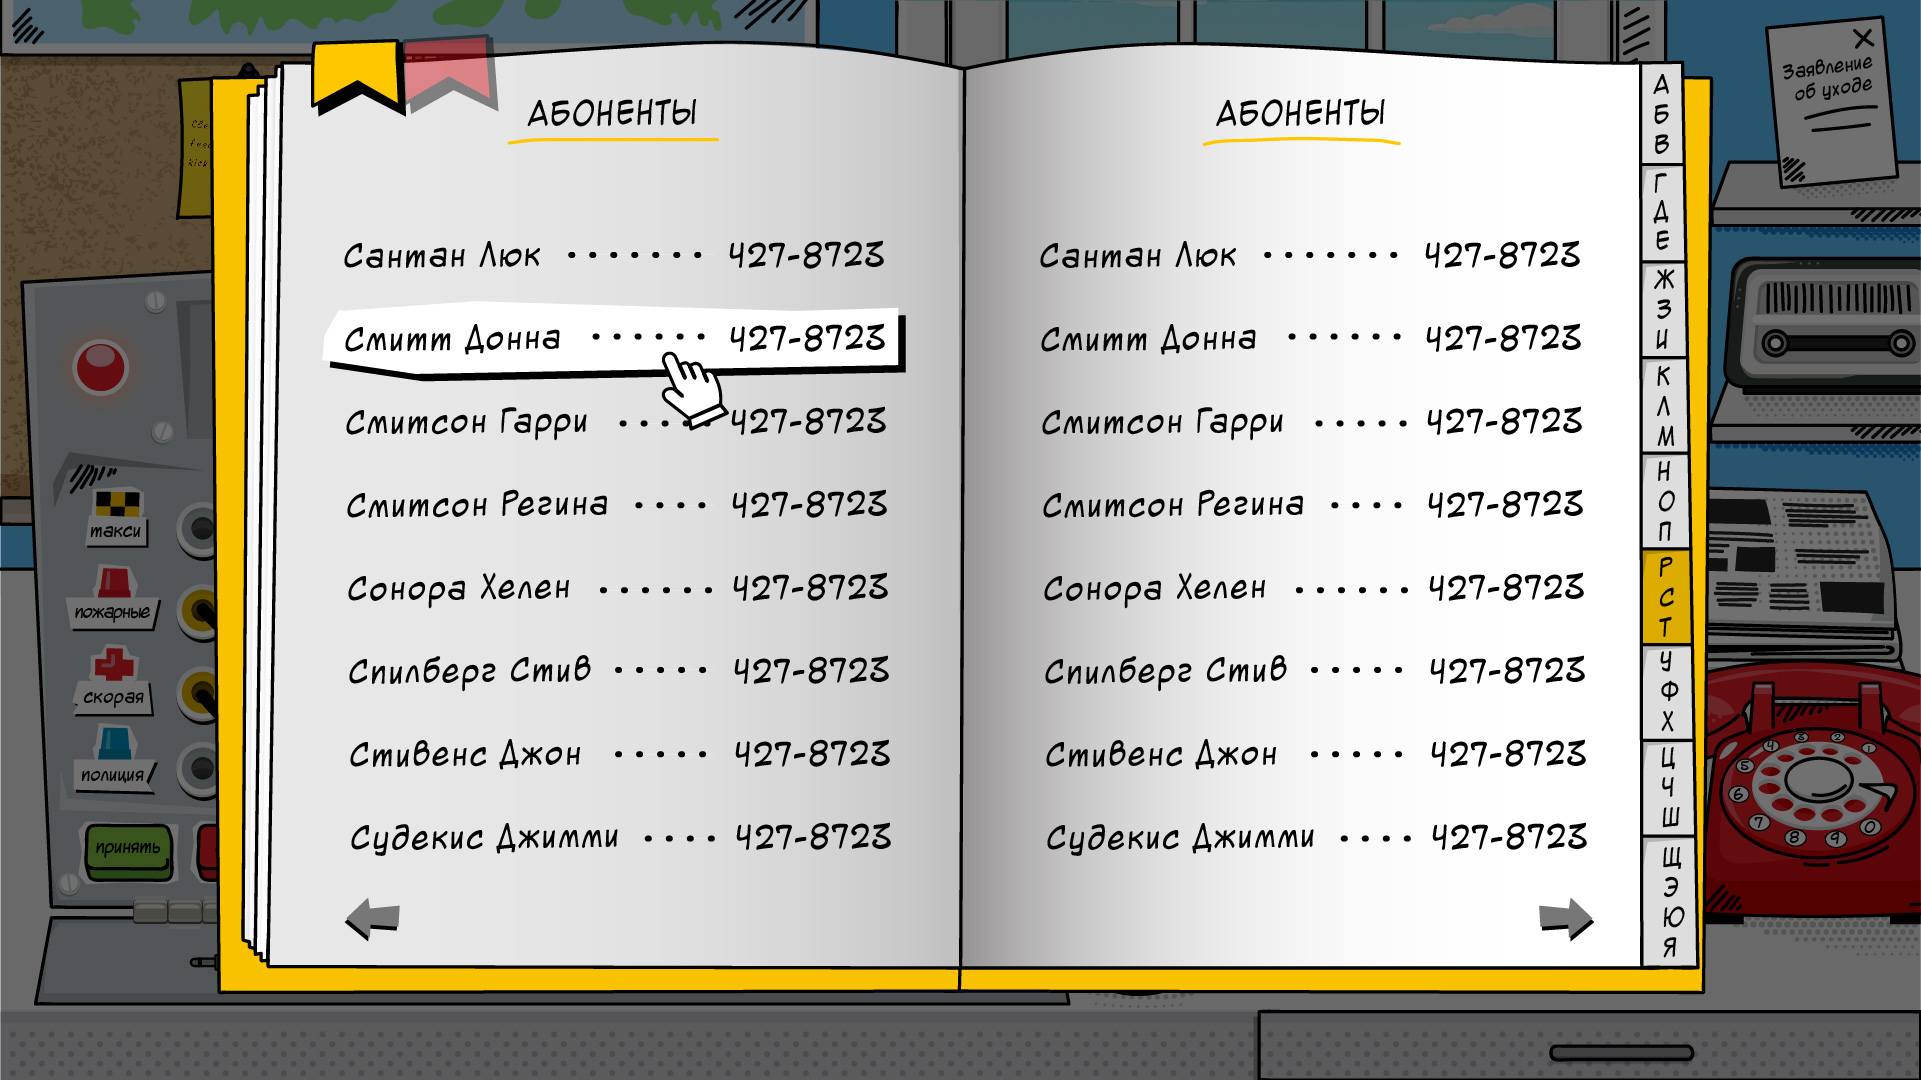 АБОНЕНТЫ
Сантан Люк ······· 427-8723
Смитт Донна ······ 427-8723
Смитсон Гарри ····· 427-8723
Смитсон Регина ···· 427-8723
Сонора Хелен ······ 427-8723
Спилберг Стив ····· 427-8723
Стивенс Джон ····· 427-8723
Судекис Джимми ···· 427-8723
АБОНЕНТЫ
Сантан Люк ······· 427-8723
Смитт Донна ······ 427-8723
Смитсон Гарри ····· 427-8723
Смитсон Регина ···· 427-8723
Сонора Хелен ······ 427-8723
Спилберг Стив ····· 427-8723
Стивенс Джон ····· 427-8723
Судекис Джимми ···· 427-8723
А
Б
В
Г
Д
Е
Ж
З
И
К
Л
М
Н
О
П
Р
С
Т
У
Ф
Х
Ц
Ч
Ш
Щ
Э
Ю
Я
Заявление
об уходе
такси
пожарные
скорая
полиция
принять
1
2
3
4
5
6
7
8
9
0